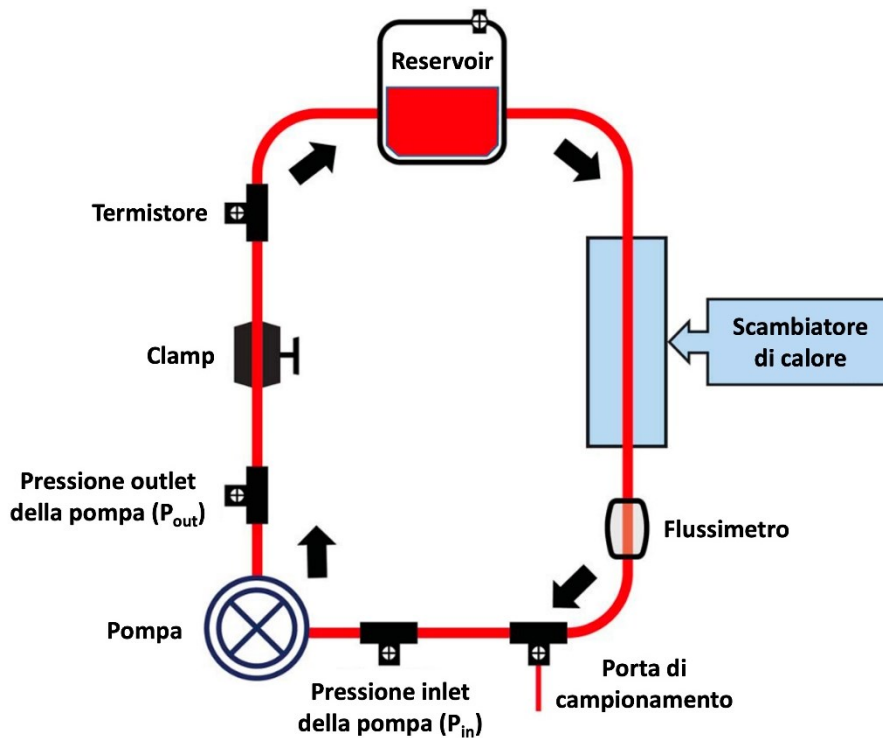 Reservoir
Termistore
Clamp
Scambiatore
di calore
Pressione outlet
della pompa (Pout)
Flussimetro
Pompa
Pressione inlet
della pompa (Pin)
Porta di
campionamento